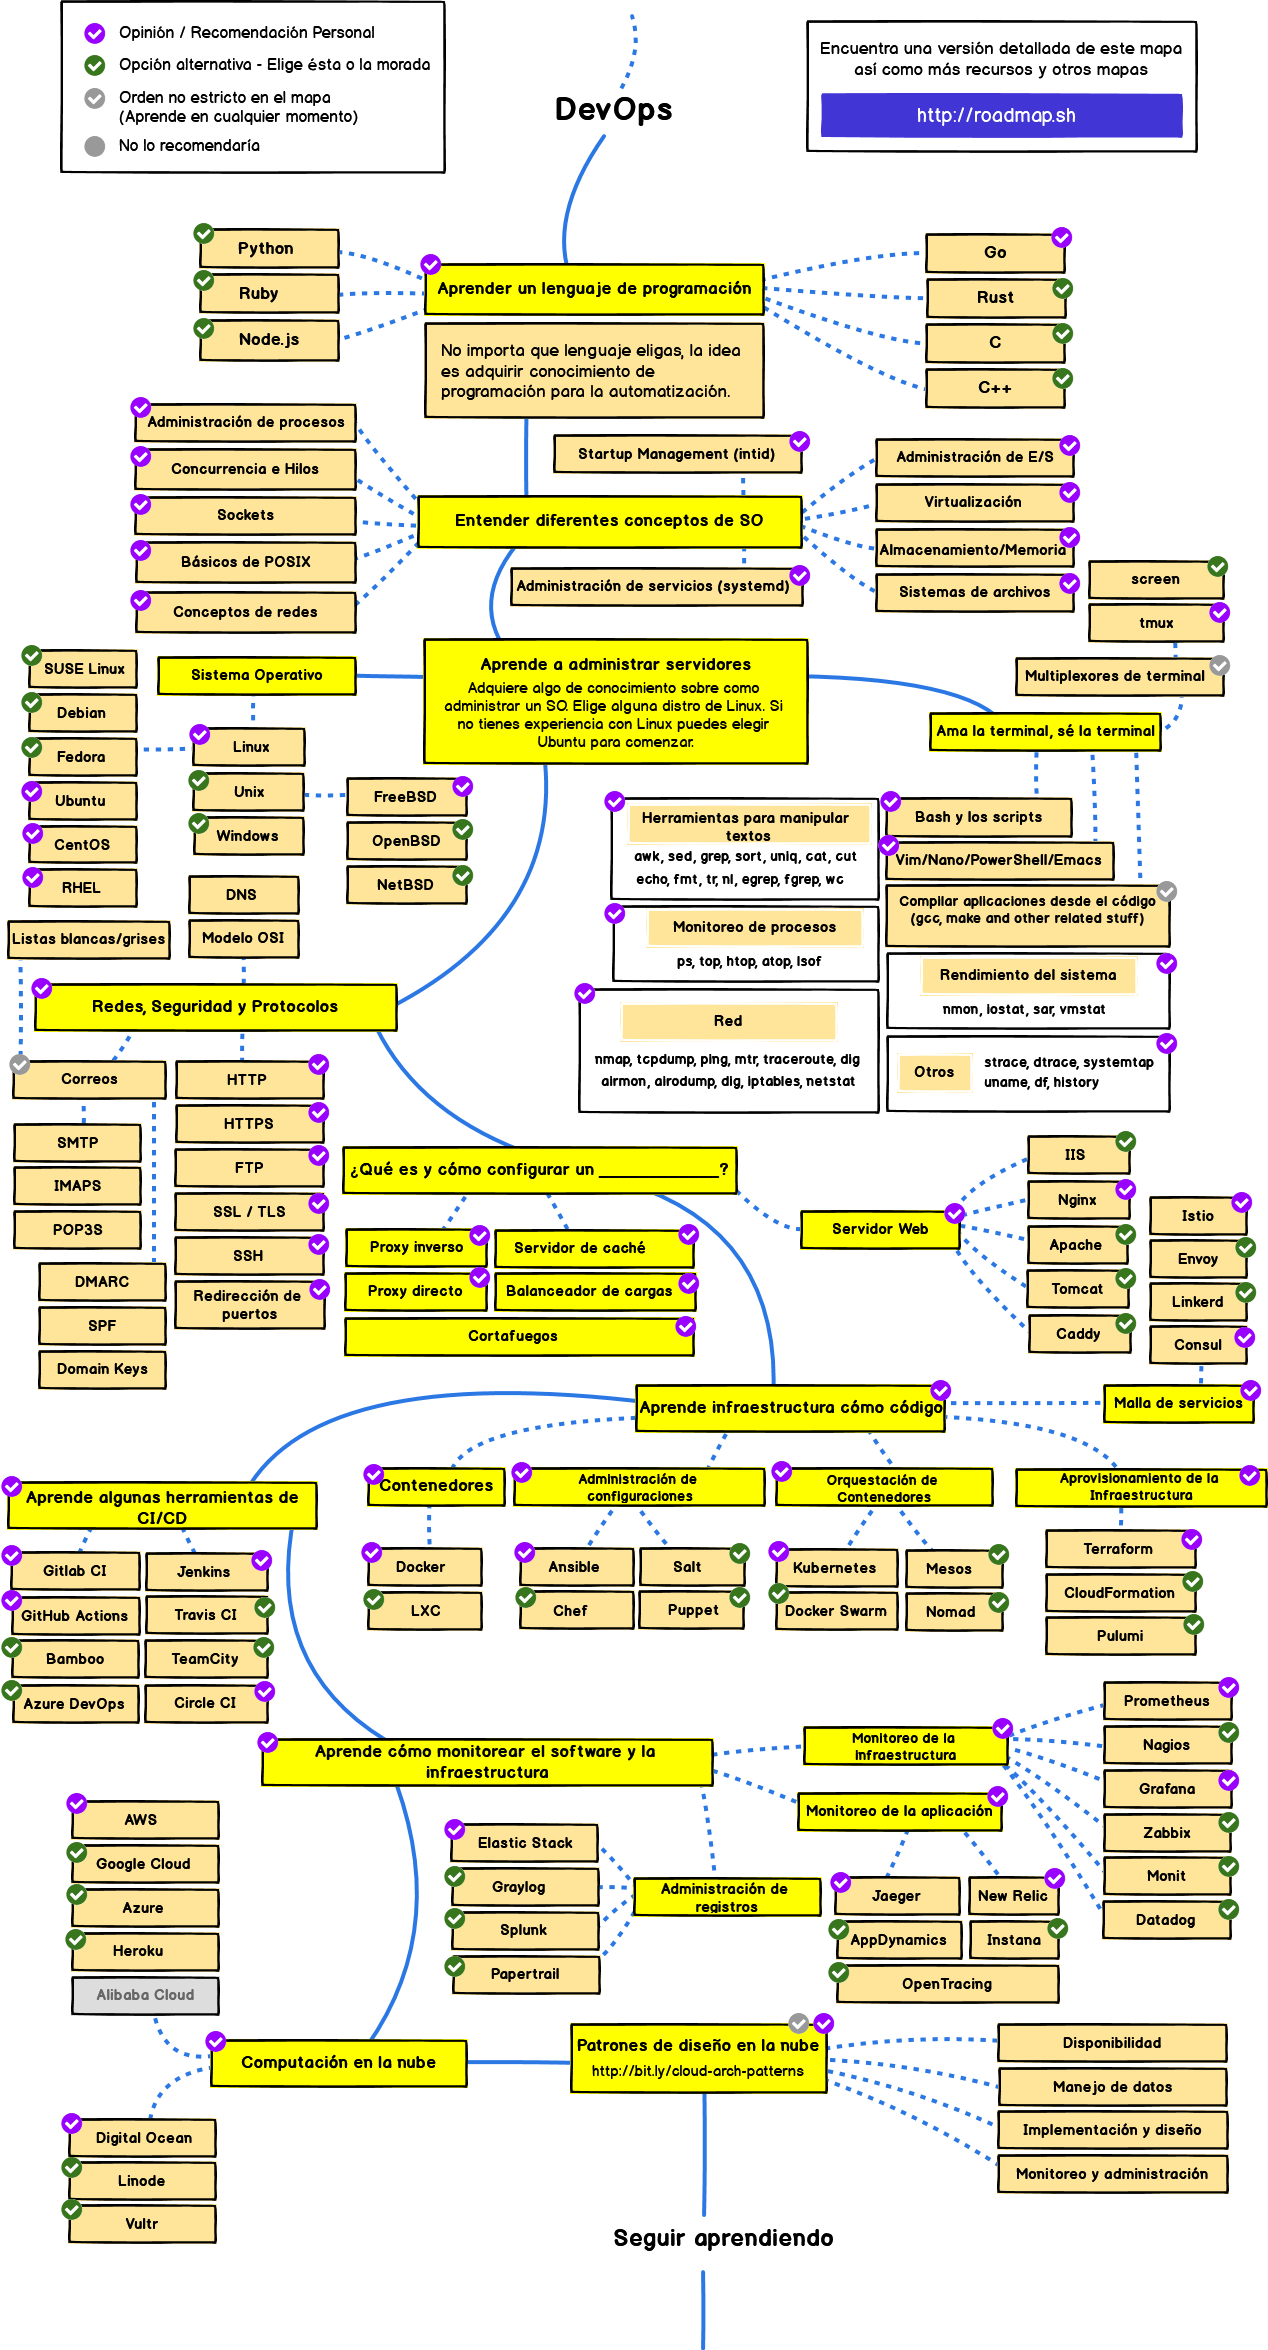 Opinión / Recomendación Personal
Opción alternativa - Elige ésta o la morada
Orden no estricto en el mapa
(Aprende en cualquier momento)
No lo recomendaría
DevOps
Encuentra una versión detallada de este mapa
así como más recursos y otros mapas
http://roadmap.sh
Python
Ruby
Node.js
Aprender un lenguaje de programación
No importa que lenguaje eligas, la idea
es adquirir conocimiento de
programación para la automatización.
Go
Rust
C
C++
Administración de procesos
Concurrencia e Hilos
Sockets
Básicos de POSIX
Conceptos de redes
Startup Management (intid)
Entender diferentes conceptos de SO
Administración de servicios (systemd)
Administración de E/S
Virtualización
Almacenamiento/Memoria
Sistemas de archivos
screen
tmux
Multiplexores de terminal
Ama la terminal, sé la terminal
Aprende a administrar servidores
Adquiere algo de conocimiento sobre como
administrar un SO. Elige alguna distro de Linux. Si
no tienes experiencia con Linux puedes elegir
Ubuntu para comenzar.
Sistema Operativo
SUSE Linux
Debian
Fedora
Ubuntu
CentOS
RHEL
Linux
Unix
Windows
FreeBSD
OpenBSD
NetBSD
Herramientas para manipular
textos
awk, sed, grep, sort, uniq, cat, cut
echo, fmt, tr, nl, egrep, fgrep, wc
Monitoreo de procesos
ps, top, htop, atop, lsof
Red
nmap, tcpdump, ping, mtr, traceroute, dig
airmon, airodump, dig, iptables, netstat
Bash y los scripts
Vim/Nano/PowerShell/Emacs
Compilar aplicaciones desde el código
(gcc, make and other related stuff)
Rendimiento del sistema
nmon, iostat, sar, vmstat
Otros
strace, dtrace, systemtap
uname, df, history
DNS
Modelo OSI
Listas blancas/grises
Redes, Seguridad y Protocolos
Correos
SMTP
IMAPS
POP3S
DMARC
SPF
Domain Keys
HTTP
HTTPS
FTP
SSL / TLS
SSH
Redirección de
puertos
¿Qué es y cómo configurar un ______________?
Proxy inverso
Servidor de caché
Proxy directo
Balanceador de cargas
Cortafuegos
Servidor Web
IIS
Nginx
Apache
Tomcat
Caddy
Istio
Envoy
Linkerd
Consul
Malla de servicios
Aprende infraestructura cómo código
Contenedores
Docker
LXC
Administración de
configuraciones
Ansible
Salt
Chef
Puppet
Orquestación de
Contenedores
Kubernetes
Mesos
Docker Swarm
Nomad
Aprovisionamiento de la
Infraestructura
Terraform
CloudFormation
Pulumi
Aprende algunas herramientas de
CI/CD
Gitlab CI
Jenkins
GitHub Actions
Travis CI
Bamboo
TeamCity
Azure DevOps
Circle CI
Aprende cómo monitorear el software y la
infraestructura
Monitoreo de la
Infraestructura
Prometheus
Nagios
Grafana
Zabbix
Monit
Datadog
Monitoreo de la aplicación
Jaeger
New Relic
AppDynamics
Instana
OpenTracing
Administración de
registros
Elastic Stack
Graylog
Splunk
Papertrail
AWS
Google Cloud
Azure
Heroku
Alibaba Cloud
Computación en la nube
Digital Ocean
Linode
Vultr
Patrones de diseño en la nube
http://bit.ly/cloud-arch-patterns
Disponibilidad
Manejo de datos
Implementación y diseño
Monitoreo y administración
Seguir aprendiendo